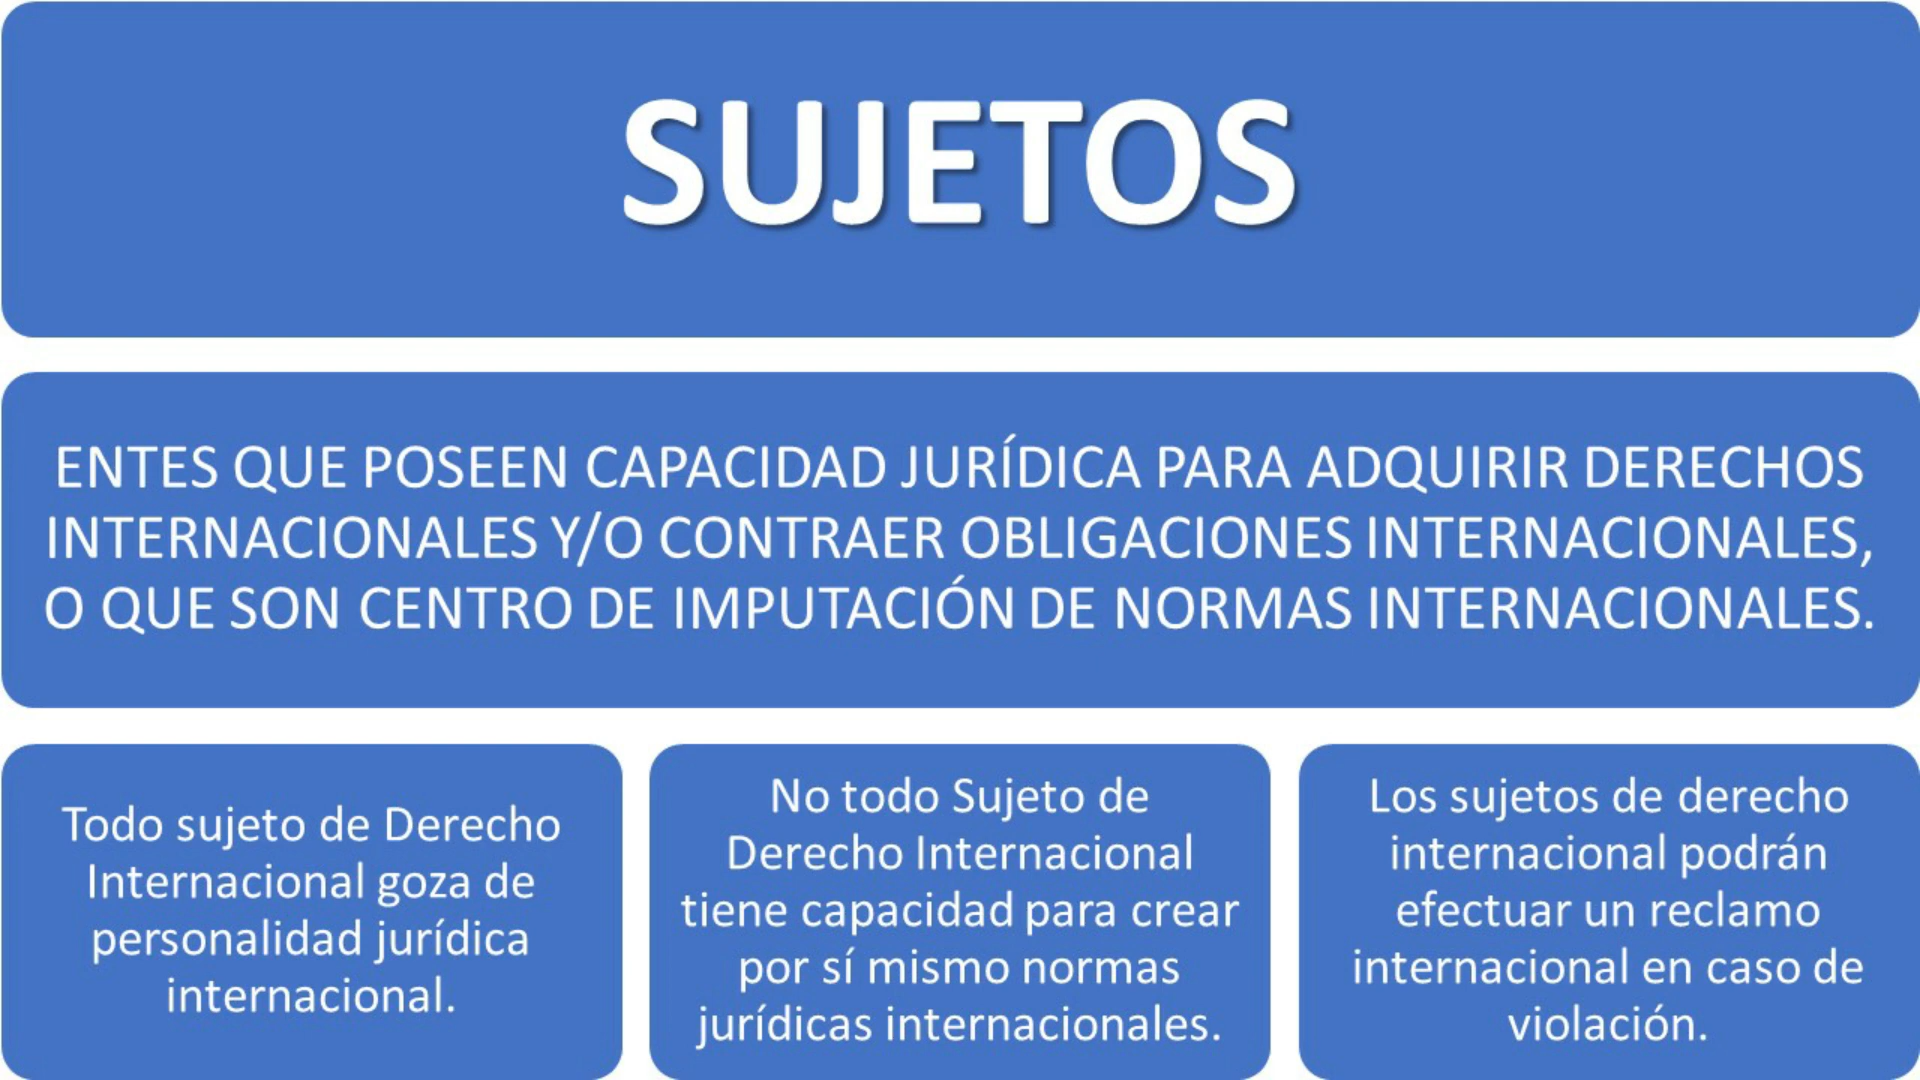 SUJETOS
ENTES QUE POSEEN CAPACIDAD JURÍDICA PARA ADQUIRIR DERECHOS
INTERNACIONALES Y/O CONTRAER OBLIGACIONES INTERNACIONALES,
O QUE SON CENTRO DE IMPUTACIÓN DE NORMAS INTERNACIONALES.
Todo sujeto de Derecho
Internacional goza de
personalidad jurídica
internacional.
No todo Sujeto de
Derecho Internacional
tiene capacidad para crear
por sí mismo normas
jurídicas internacionales.
Los sujetos de derecho
internacional podrán
efectuar un reclamo
internacional en caso de
violación.